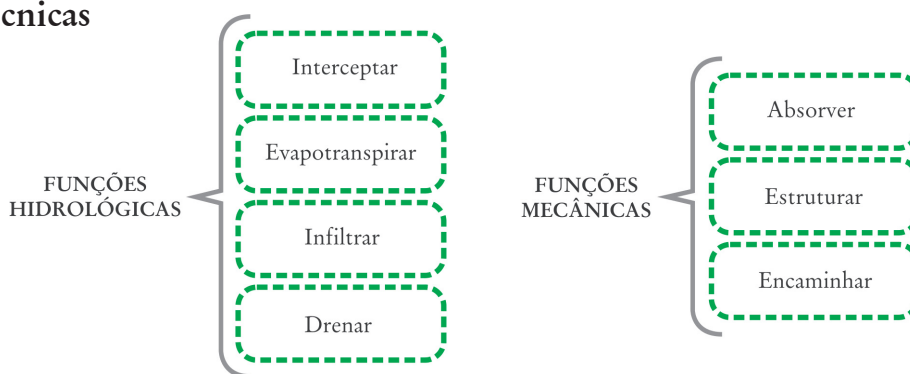 cnicas
FUNÇÕES
HIDROLÓGICAS
Interceptar
Evapotranspirar
Infiltrar
Drenar
FUNÇÕES
MECÂNICAS
Absorver
Estruturar
Encaminhar